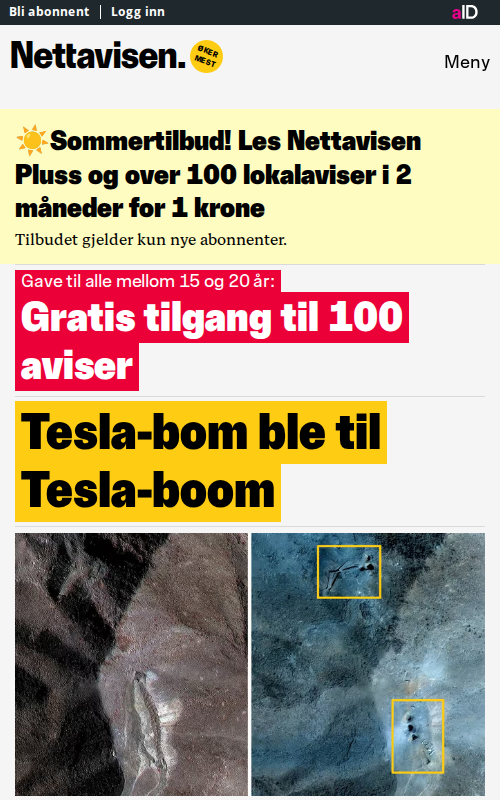 Bli abonnent | Logg inn
aID
Nettavisen.
ØKER
MEST
Meny
☀️Sommertilbud! Les Nettavisen
Pluss og over 100 lokalaviser i 2
måneder for 1 krone
Tilbudet gjelder kun nye abonnenter.
Gave til alle mellom 15 og 20 år:
Gratis tilgang til 100
aviser
Tesla-bom ble til
Tesla-boom